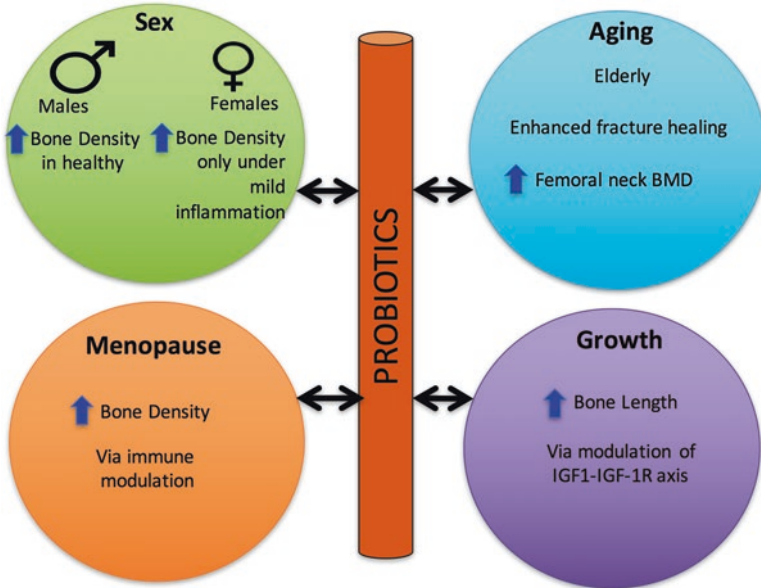 Sex
Males
Bone Density
in healthy
Females
Bone Density
only under
mild
inflammation
Aging
Elderly
Enhanced fracture healing
Femoral neck BMD
PROBIOTICS
Menopause
Bone Density
Via immune
modulation
Growth
Bone Length
Via modulation of
IGF1-IGF-1R axis